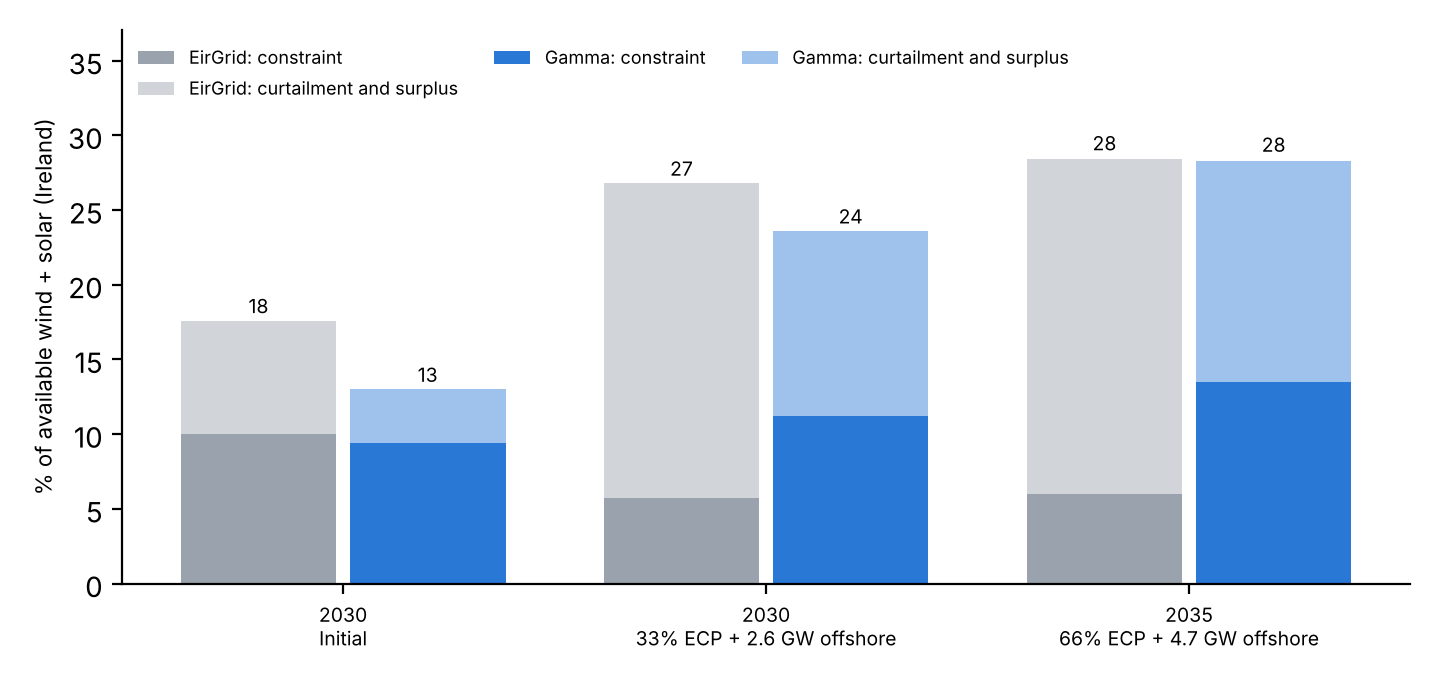 EirGrid: constraint
EirGrid: curtailment and surplus
Gamma: constraint
Gamma: curtailment and surplus
% of available wind + solar (Ireland)
35
30
25
20
15
10
5
0
18
13
27
24
28
28
2030
Initial
2030
33% ECP + 2.6 GW offshore
2035
66% ECP + 4.7 GW offshore